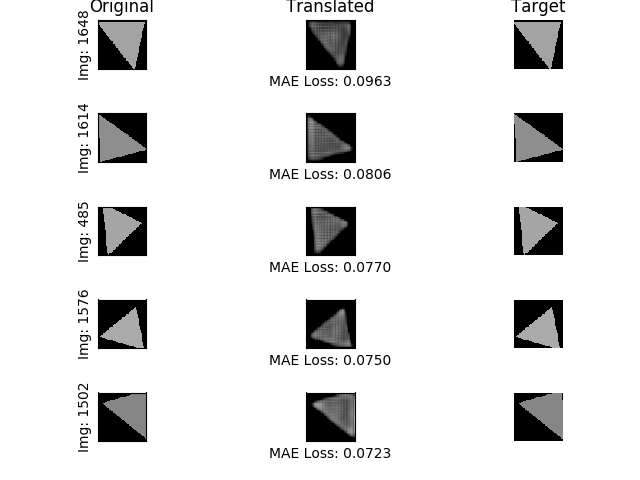 Original
Translated
Target
Img: 1648
MAE Loss: 0.0963
Img: 1614
MAE Loss: 0.0806
Img: 485
MAE Loss: 0.0770
Img: 1576
MAE Loss: 0.0750
Img: 1502
MAE Loss: 0.0723